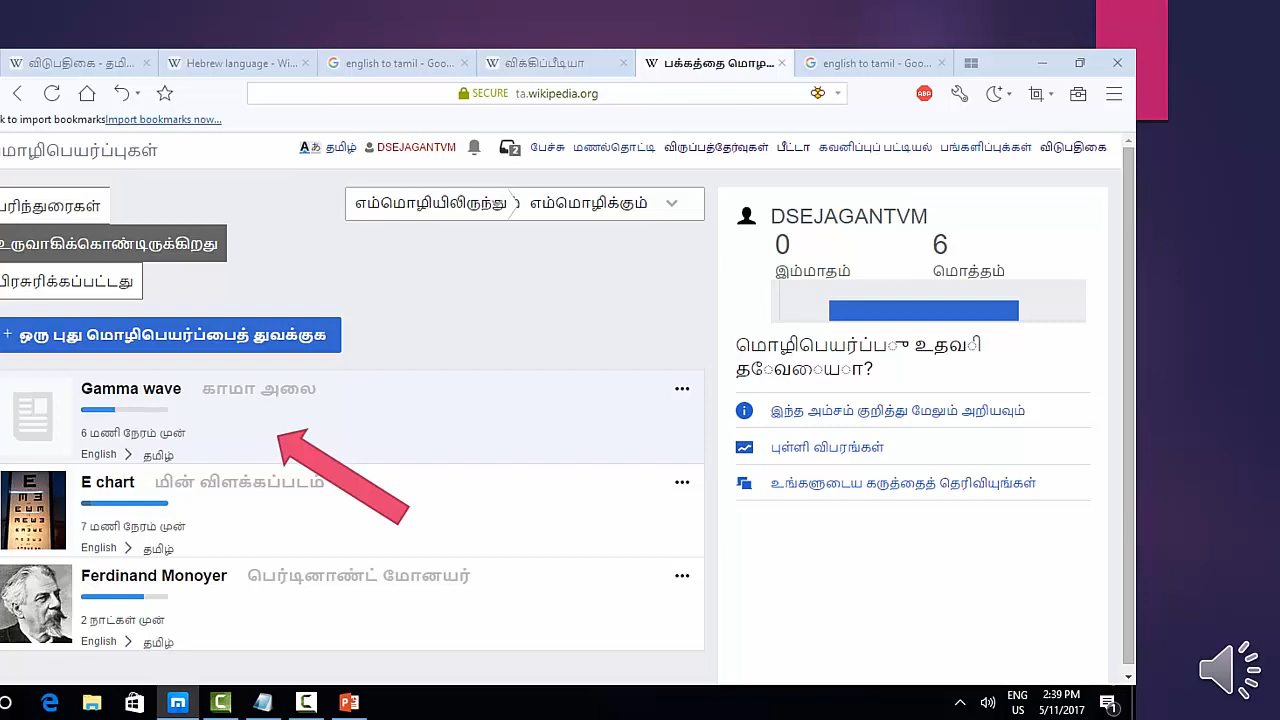 விடுபதிகை - தமி...
Hebrew language - Wi...
english to tamil - Goo...
விக்கிப்பீடியா
பக்கத்தை மொழ...
english to tamil - Goo...
SECURE ta.wikipedia.org
k to import bookmarksImport bookmarks now...
மொழிபெயர்ப்புகள்
தமிழ் DSEJAGANTVM 2 பேச்சு மணல்தொட்டி விருப்பத்தேர்வுகள் பீட்டா கவனிப்புப் பட்டியல் பங்களிப்புக்கள் விடுபதிகை
பரிந்துரைகள்
எம்மொழியிலிருந்து எம்மொழிக்கும்
உருவாகிக்கொண்டிருக்கிறது
பிரசுரிக்கப்பட்டது
+ ஒரு புது மொழிபெயர்ப்பைத் துவக்குக
Gamma wave காமா அலை
6 மணி நேரம் முன்
English தமிழ்
E chart மின் விளக்கப்படம்
7 மணி நேரம் முன்
English தமிழ்
Ferdinand Monoyer பெர்டினாண்ட் மோனயர்
2 நாட்கள் முன்
English தமிழ்
DSEJAGANTVM
0 6
இம்மாதம் மொத்தம்
மொழிபெயர்ப்பு உதவி
தேவையா?
இந்த அம்சம் குறித்து மேலும் அறியவும்
புள்ளி விபரங்கள்
உங்களுடைய கருத்தைத் தெரிவியுங்கள்
ENG 2:39 PM
US 5/11/2017
1